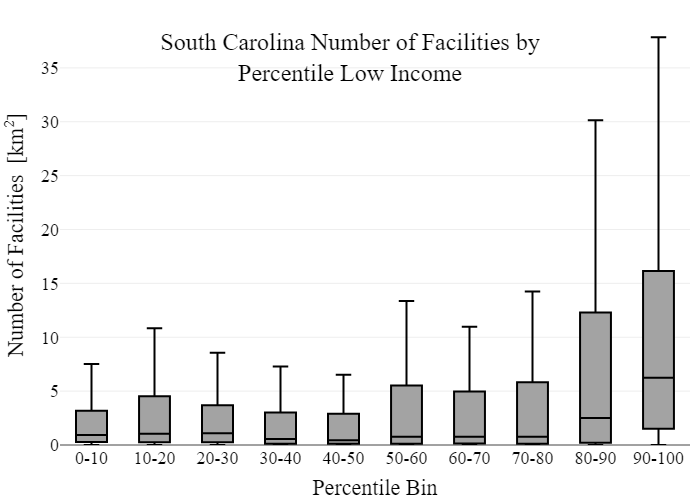 South Carolina Number of Facilities by
Percentile Low Income
Number of Facilities [km²]
35
30
25
20
15
10
5
0
0-10 10-20 20-30 30-40 40-50 50-60 60-70 70-80 80-90 90-100
Percentile Bin